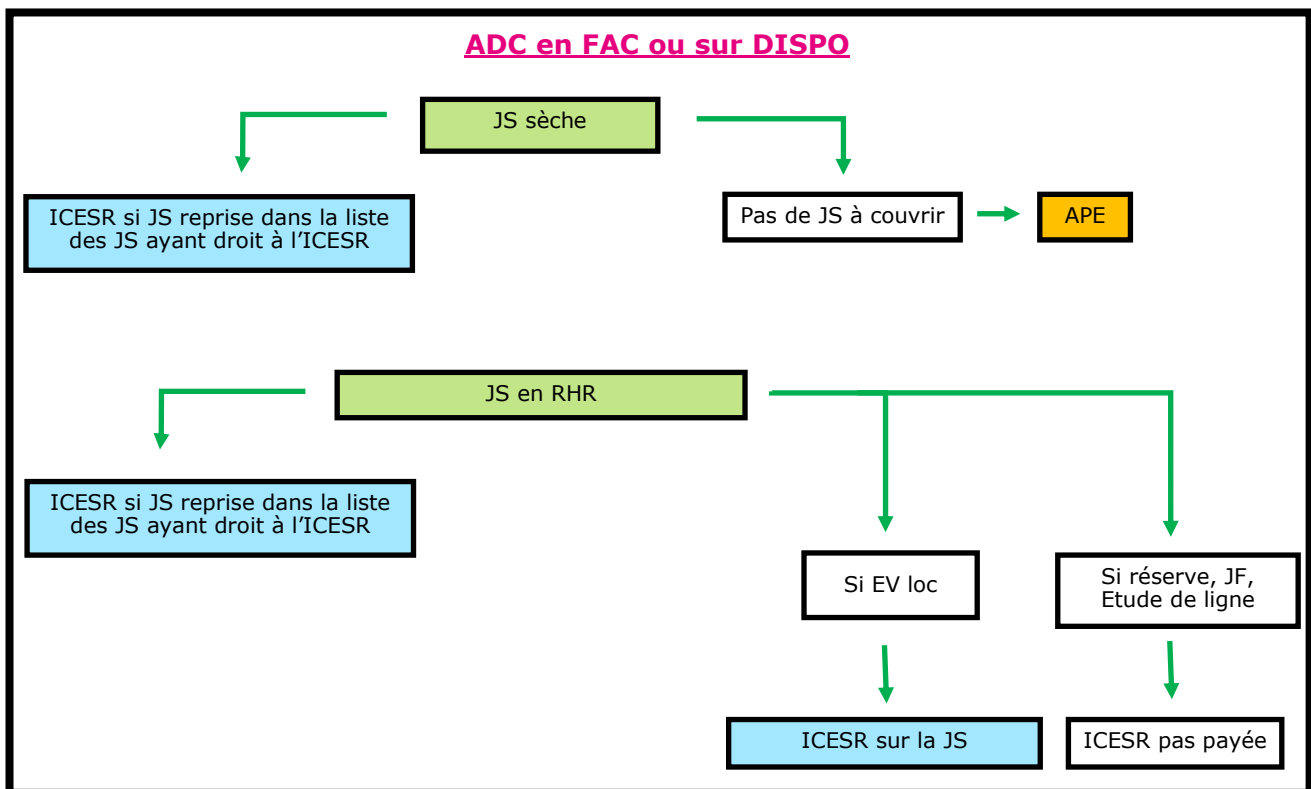 ADC en FAC ou sur DISPO
JS sèche
ICESR si JS reprise dans la liste
des JS ayant droit à l’ICESR
Pas de JS à couvrir
APE
JS en RHR
ICESR si JS reprise dans la liste
des JS ayant droit à l’ICESR
Si EV loc
Si réserve, JF,
Etude de ligne
ICESR sur la JS
ICESR pas payée